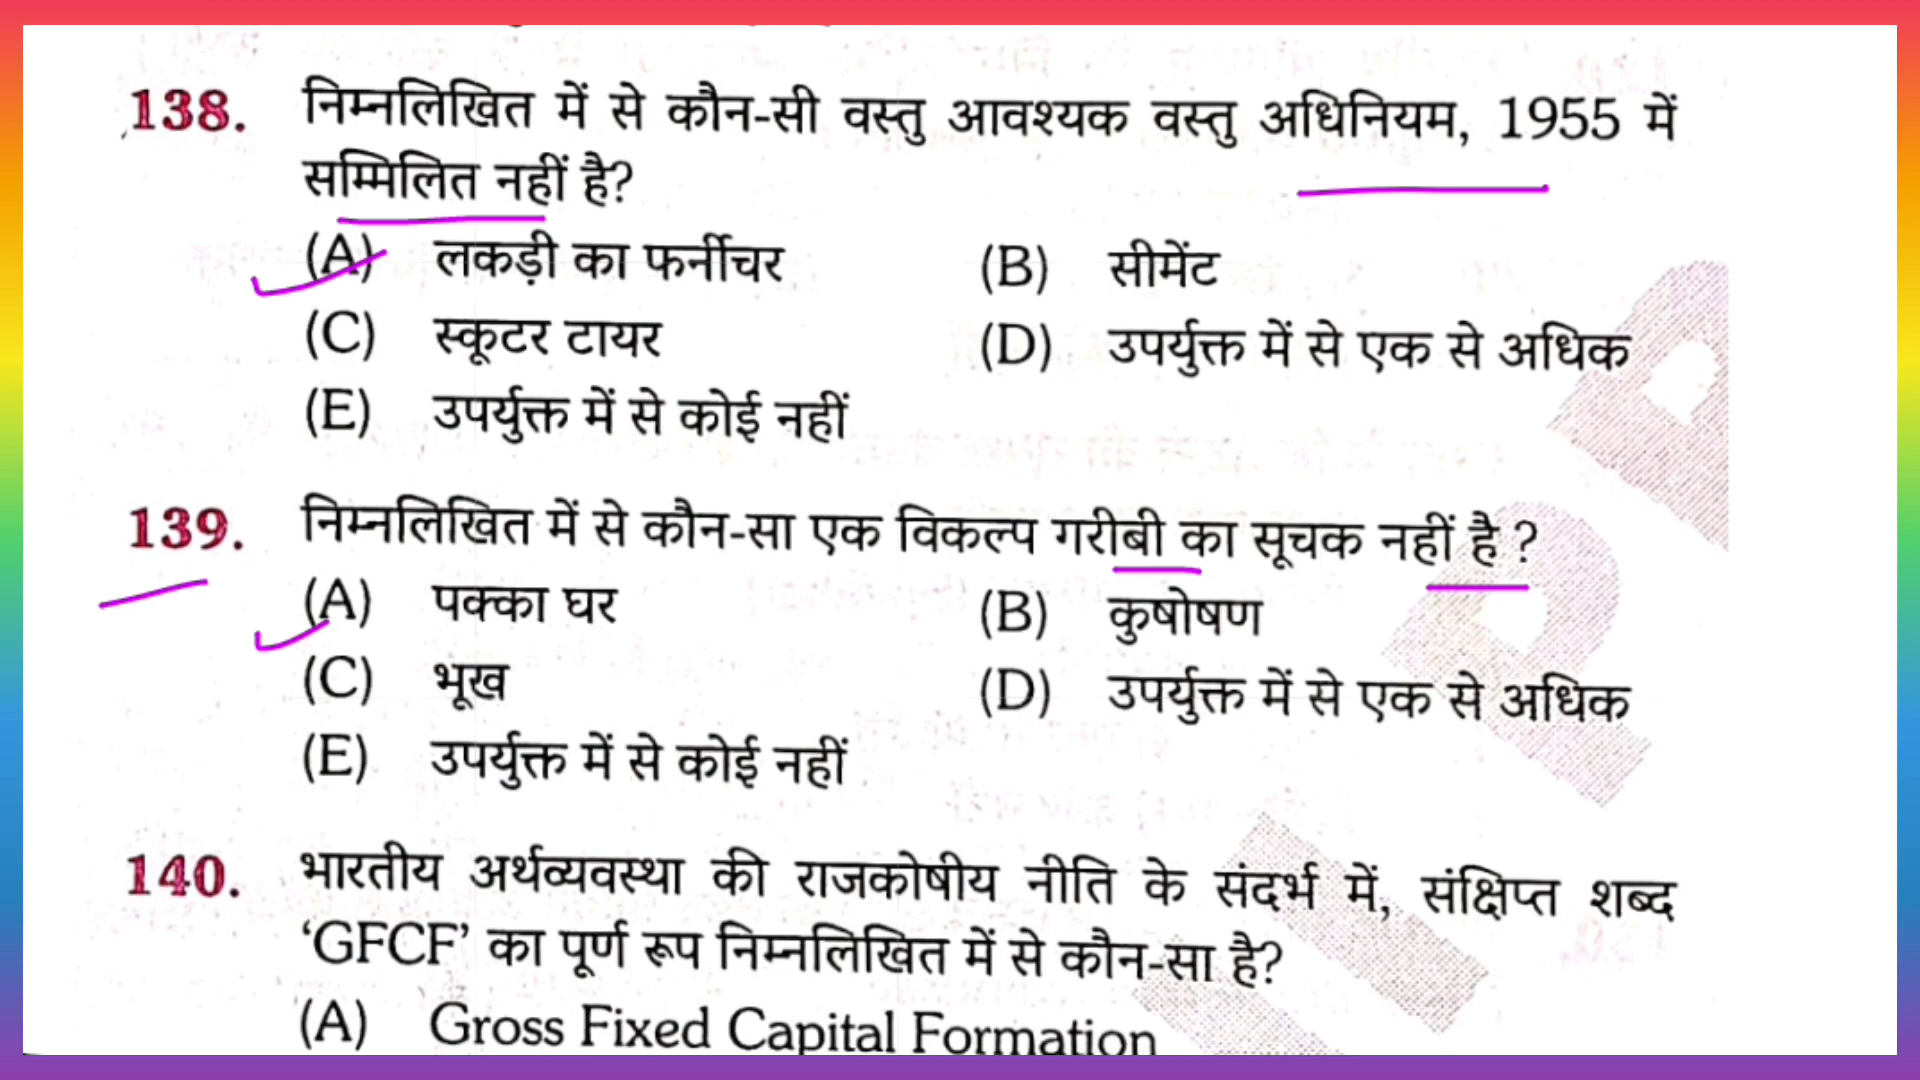 138. निम्नलिखित में से कौन-सी वस्तु आवश्यक वस्तु अधिनियम, 1955 में
सम्मिलित नहीं है?
(A) लकड़ी का फर्नीचर (B) सीमेंट
(C) स्कूटर टायर (D) उपर्युक्त में से एक से अधिक
(E) उपर्युक्त में से कोई नहीं
139. निम्नलिखित में से कौन-सा एक विकल्प गरीबी का सूचक नहीं है ?
(A) पक्का घर (B) कुषोषण
(C) भूख (D) उपर्युक्त में से एक से अधिक
(E) उपर्युक्त में से कोई नहीं
140. भारतीय अर्थव्यवस्था की राजकोषीय नीति के संदर्भ में, संक्षिप्त शब्द
‘GFCF’ का पूर्ण रूप निम्नलिखित में से कौन-सा है?
(A) Gross Fixed Capital Formation